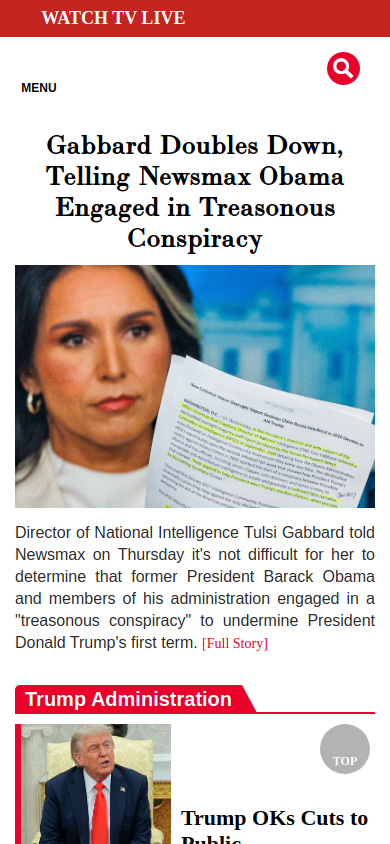 WATCH TV LIVE
MENU
Gabbard Doubles Down,
Telling Newsmax Obama
Engaged in Treasonous
Conspiracy
Director of National Intelligence Tulsi Gabbard told
Newsmax on Thursday it's not difficult for her to
determine that former President Barack Obama
and members of his administration engaged in a
"treasonous conspiracy" to undermine President
Donald Trump's first term. [Full Story]
Trump Administration
TOP
Trump OKs Cuts to
Public